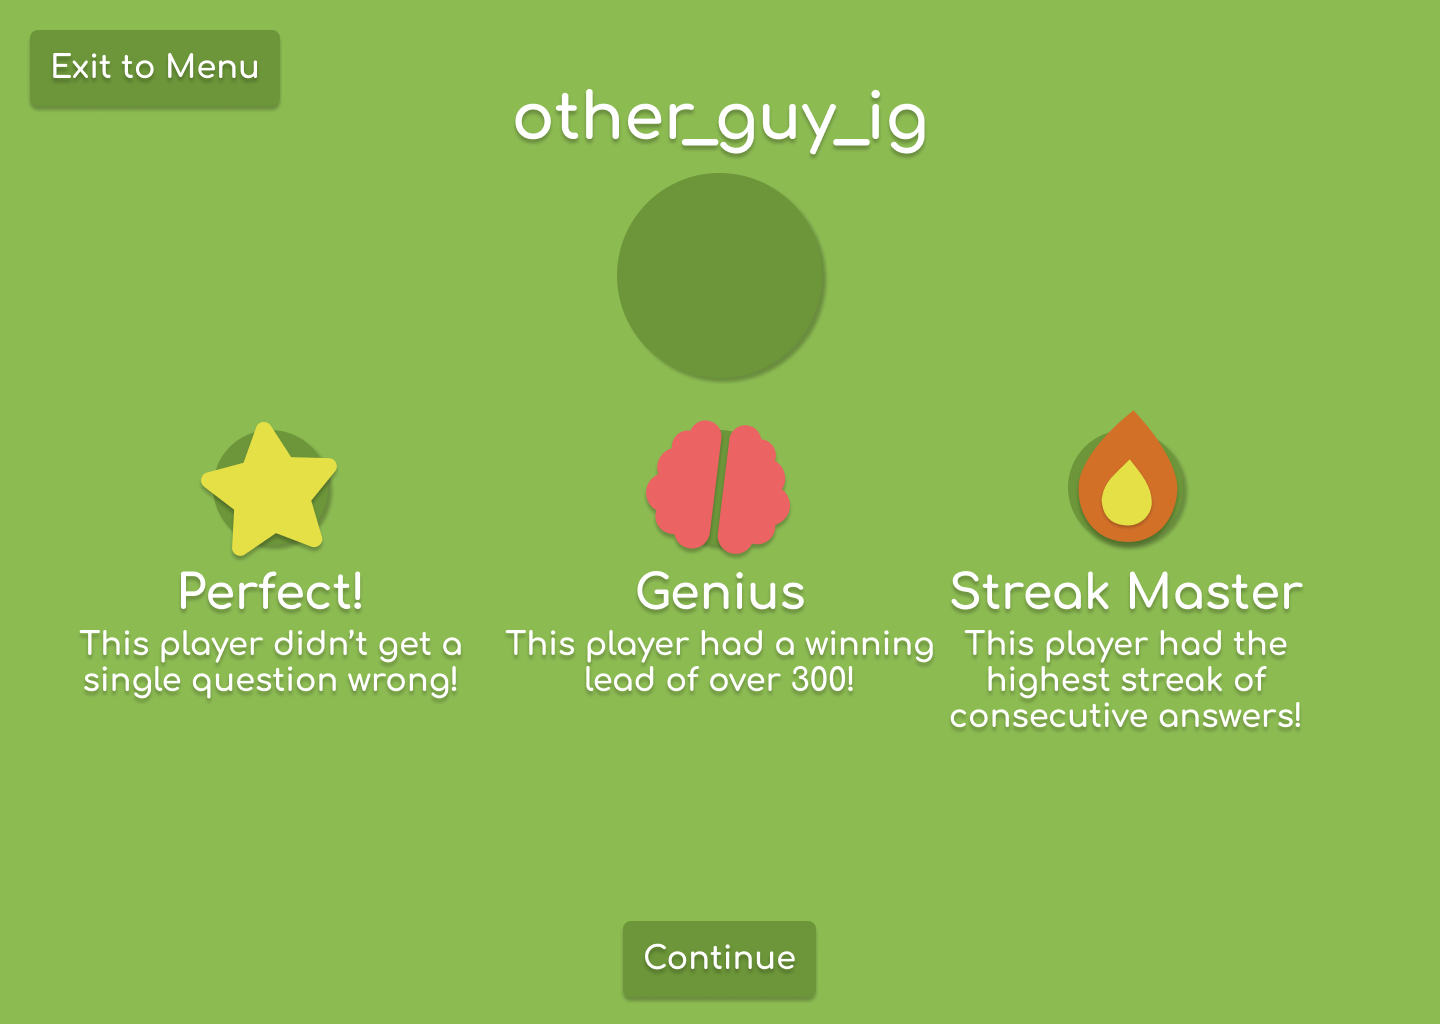 Exit to Menu
other_guy_ig
Perfect!
This player didn’t get a
single question wrong!
Genius
This player had a winning
lead of over 300!
Streak Master
This player had the
highest streak of
consecutive answers!
Continue